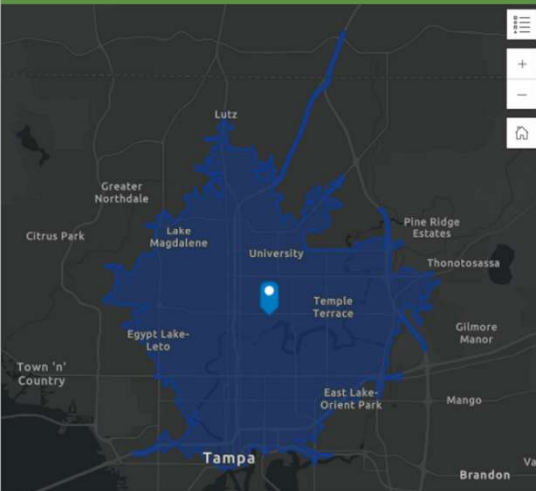 +
−
Lutz
Greater
Northdale
Citrus Park
Lake
Magdalene
University
Pine Ridge
Estates
Thonotosassa
Temple
Terrace
Egypt Lake-
Leto
Gilmore
Manor
Town 'n'
Country
East Lake-
Orient Park
Mango
Tampa
Va
Brandon